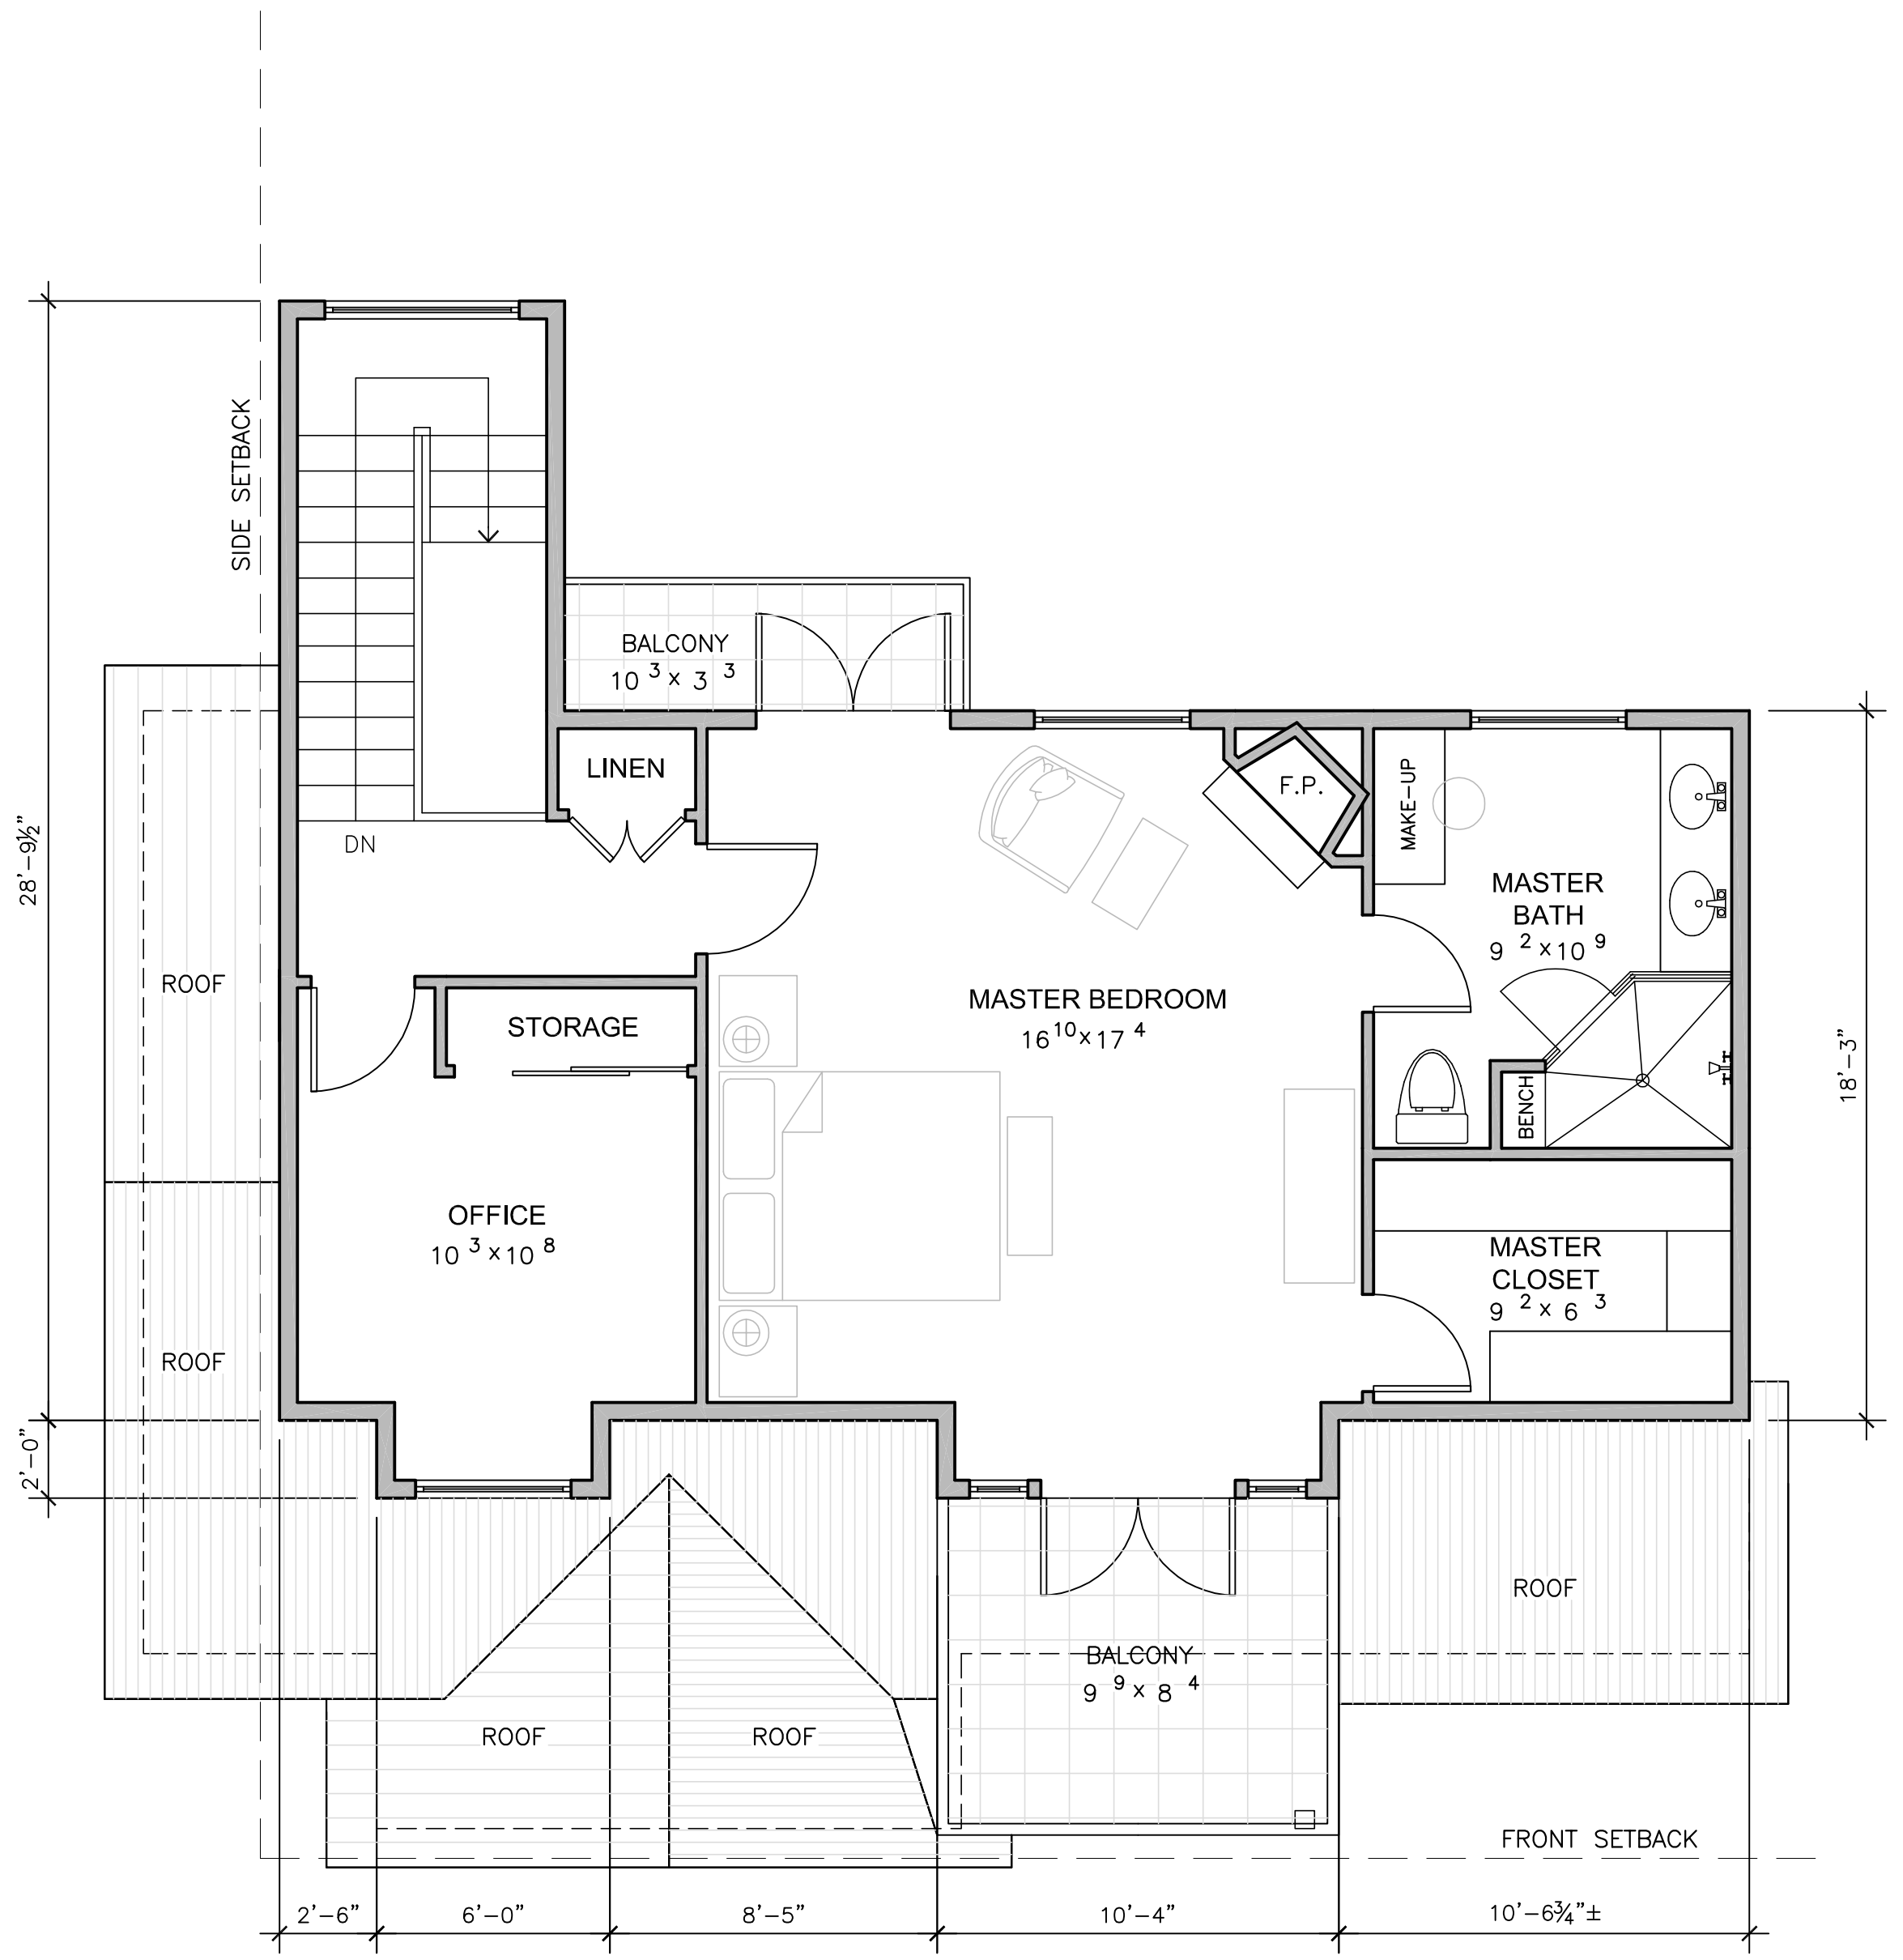 SIDE SETBACK
BALCONY
10 3 x 3 3
LINEN
F.P.
MAKE-UP
DN
28'-9½"
MASTER
BATH
9 2 x 10 9
ROOF
STORAGE
MASTER BEDROOM
16 10 x 17 4
18'-3"
BENCH
OFFICE
10 3 x 10 8
MASTER
CLOSET
9 2 x 6 3
ROOF
2'-0"
ROOF
BALCONY
9 9 x 8 4
ROOF
ROOF
FRONT SETBACK
2'-6"
6'-0"
8'-5"
10'-4"
10'-6¾"±